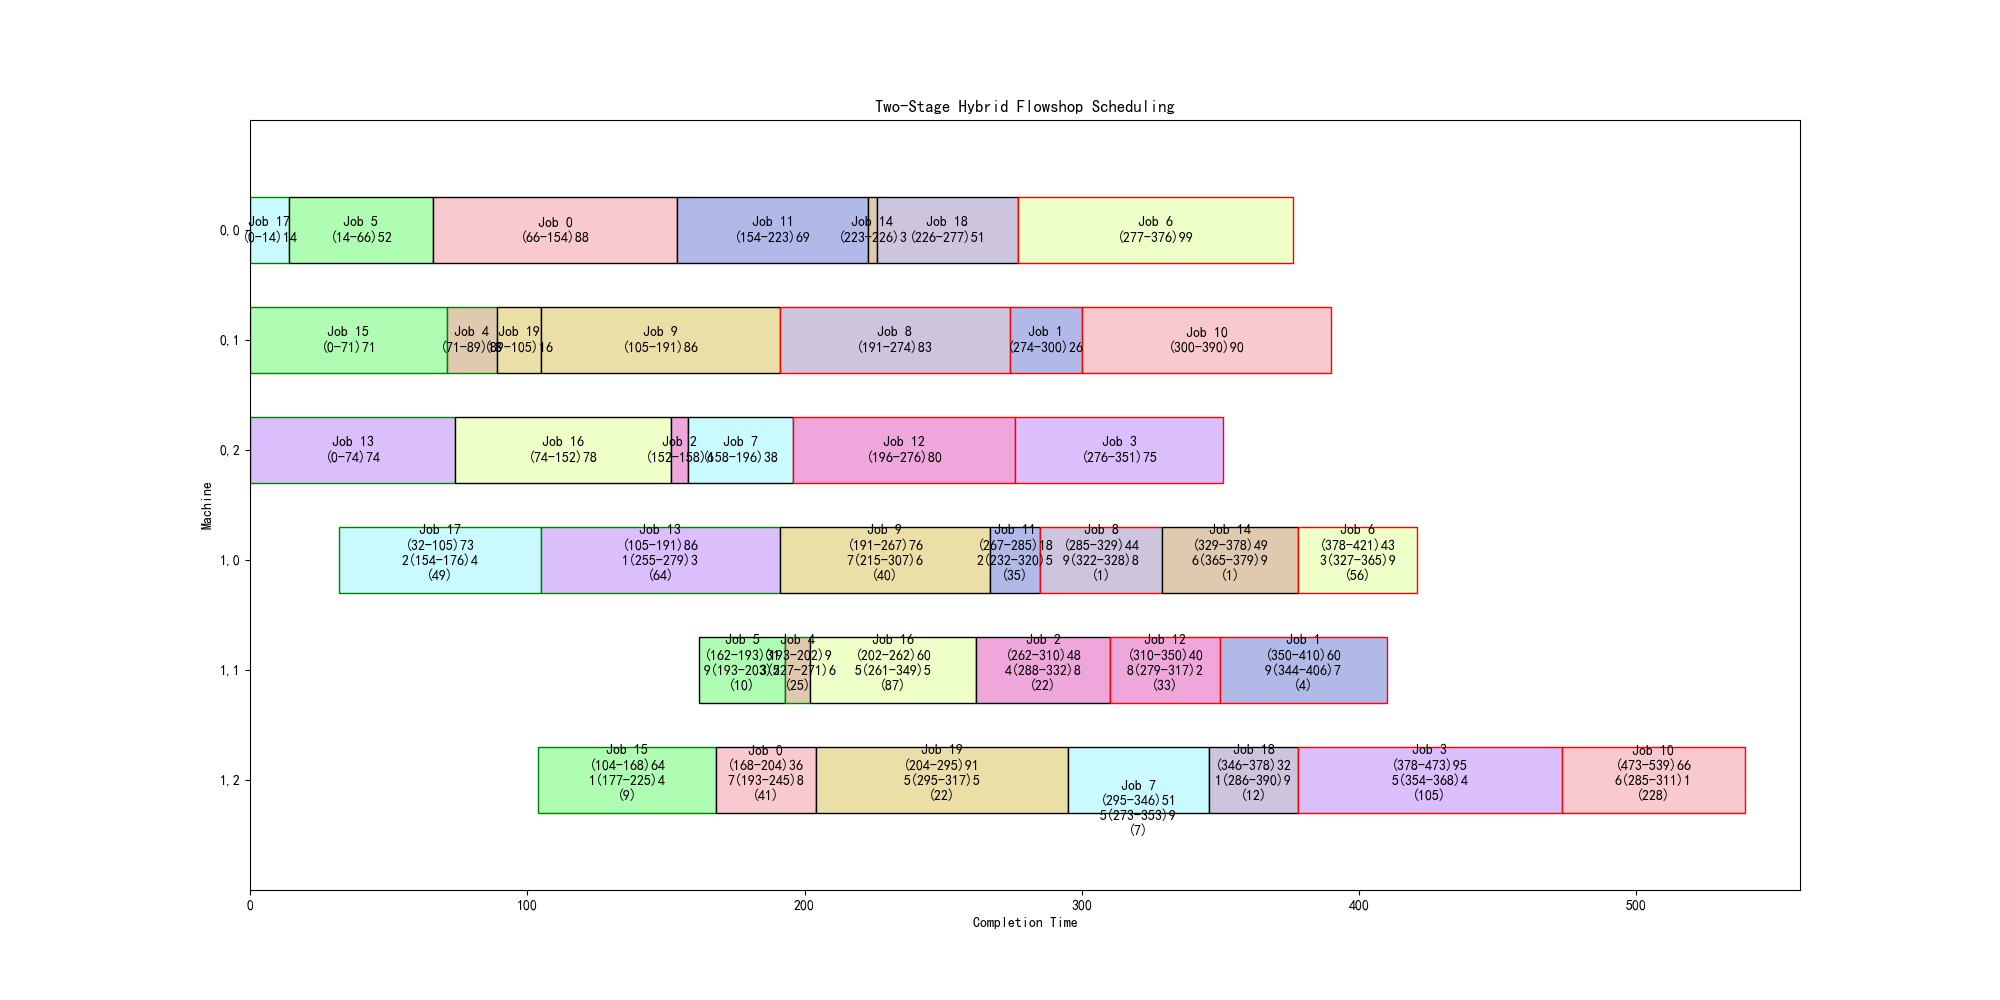 Two-Stage Hybrid Flowshop Scheduling
Machine
0,0
Job 17
(0-14)14
Job 5
(14-66)52
Job 0
(66-154)88
Job 11
(154-223)69
Job 14
(223-226)3
Job 18
(226-277)51
Job 6
(277-376)99
0,1
Job 15
(0-71)71
Job 4
(71-89)18
Job 19
(89-105)16
Job 9
(105-191)86
Job 8
(191-274)83
Job 1
(274-300)26
Job 10
(300-390)90
0,2
Job 13
(0-74)74
Job 16
(74-152)78
Job 2
(152-158)6
Job 7
(158-196)38
Job 12
(196-276)80
Job 3
(276-351)75
1,0
Job 17
(32-105)73
2(154-176)4
(49)
Job 13
(105-191)86
1(255-279)3
(64)
Job 9
(191-267)76
7(215-307)6
(40)
Job 11
(267-285)18
2(232-320)5
(35)
Job 8
(285-329)44
9(322-328)8
(1)
Job 14
(329-378)49
6(365-379)9
(1)
Job 6
(378-421)43
3(327-365)9
(56)
1,1
Job 5
(162-193)31
9(193-203)5
(10)
Job 4
(193-202)9
3(227-271)6
(25)
Job 16
(202-262)60
5(261-349)5
(87)
Job 2
(262-310)48
4(288-332)8
(22)
Job 12
(310-350)40
8(279-317)2
(33)
Job 1
(350-410)60
9(344-406)7
(4)
1,2
Job 15
(104-168)64
1(177-225)4
(9)
Job 0
(168-204)36
7(193-245)8
(41)
Job 19
(204-295)91
5(295-317)5
(22)
Job 7
(295-346)51
5(273-353)9
(7)
Job 18
(346-378)32
1(286-390)9
(12)
Job 3
(378-473)95
5(354-368)4
(105)
Job 10
(473-539)66
6(285-311)1
(228)
0
100
200
300
400
500
Completion Time